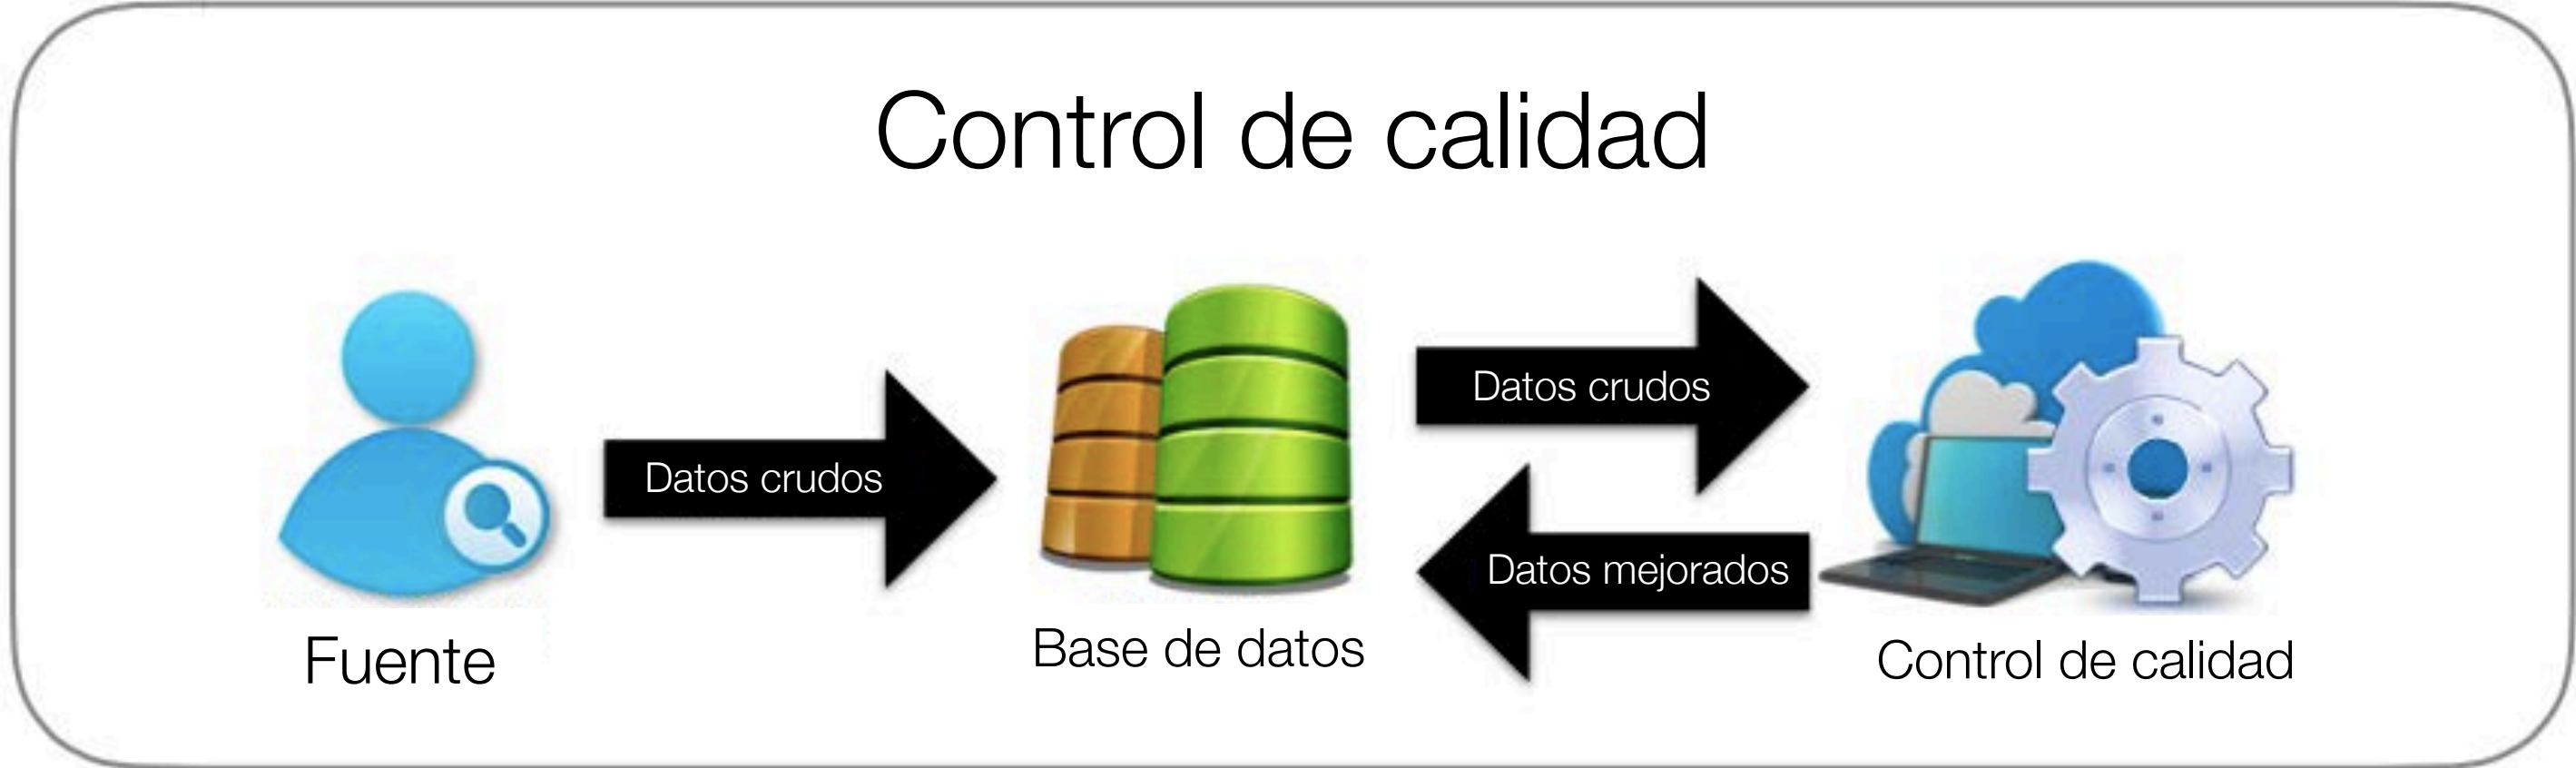 Control de calidad
Datos crudos
Datos crudos
Datos mejorados
Fuente
Base de datos
Control de calidad